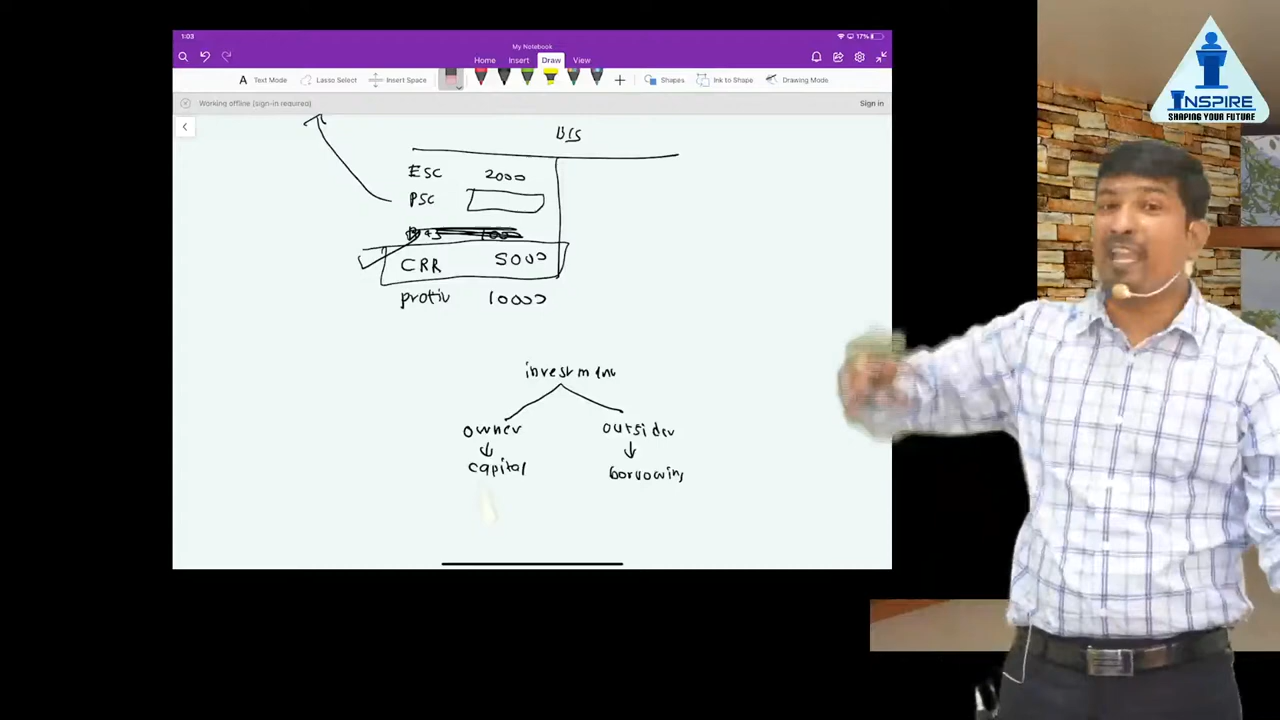 1:03
17%
My Notebook
Home Insert Draw View
Text Mode Lasso Select Insert Space Shapes Ink to Shape Drawing Mode
Working offline (sign-in required) Sign in
B/S
ESC 2000
PSC
CRR 5000
profit 10000
investment
owner outsider
capital borrowing
INSPIRE
SHAPING YOUR FUTURE